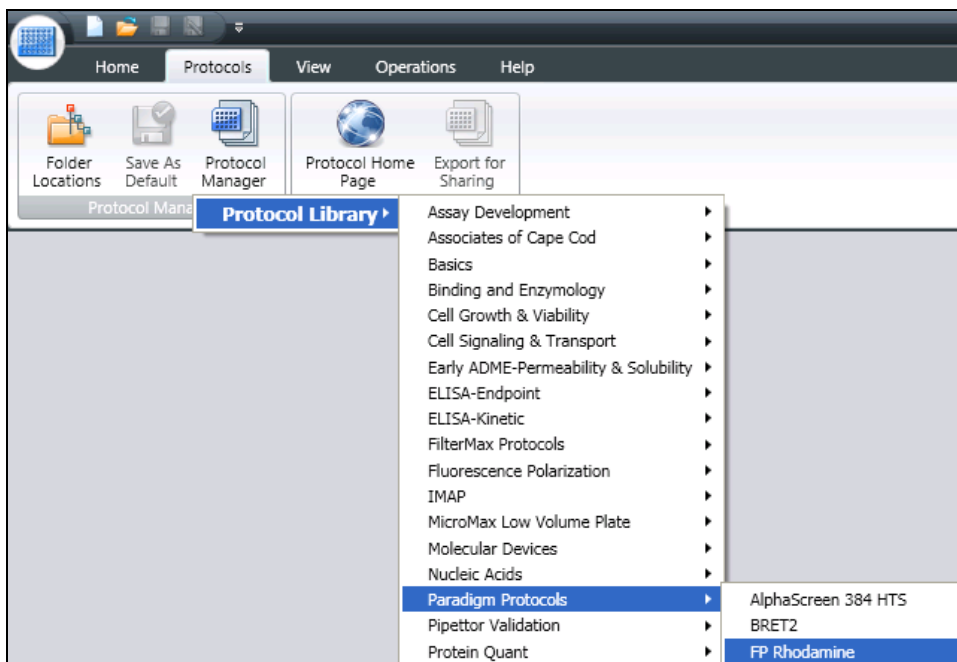 Home Protocols View Operations Help
Folder Locations
Save As Default
Protocol Manager
Protocol Home Page
Export for Sharing
Protocol Mana
Protocol Library
Assay Development
Associates of Cape Cod
Basics
Binding and Enzymology
Cell Growth & Viability
Cell Signaling & Transport
Early ADME-Permeability & Solubility
ELISA-Endpoint
ELISA-Kinetic
FilterMax Protocols
Fluorescence Polarization
IMAP
MicroMax Low Volume Plate
Molecular Devices
Nucleic Acids
Paradigm Protocols
AlphaScreen 384 HTS
Pipettor Validation
BRET2
Protein Quant
FP Rhodamine